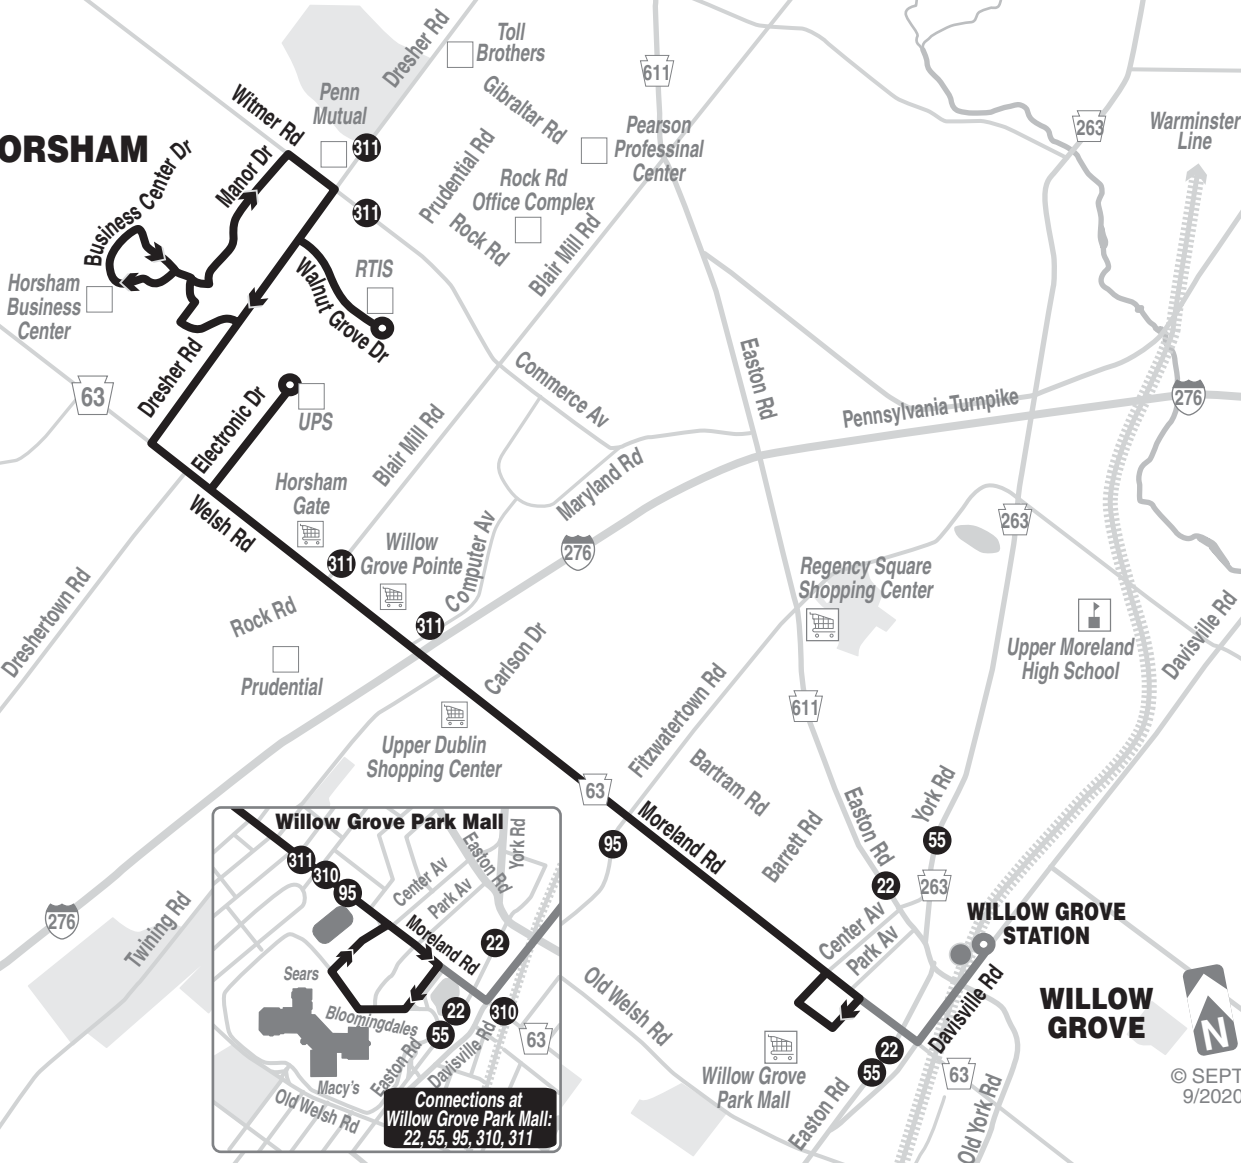 Toll
Brothers
Dresher Rd
611
Gibraltar Rd
Penn
Mutual
Witmer Rd
311
263
Warminster
Line
Pearson
Professinal
Center
ORSHAM
Business Center Dr
Manor Dr
Prudential Rd
Rock Rd
Office Complex
311
Rock Rd
Blair Mill Rd
Horsham
Business
Center
RTIS
Walnut Grove Dr
Dresher Rd
63
Commerce Av
Easton Rd
Pennsylvania Turnpike
276
Electronic Dr
UPS
Blair Mill Rd
Maryland Rd
Horsham
Gate
Welsh Rd
Computer Av
Willow
Grove Pointe
311
276
263
Regency Square
Shopping Center
Dreshertown Rd
Rock Rd
311
Carlson Dr
Upper Moreland
High School
Davisville Rd
Prudential
Fitzwatertown Rd
611
Upper Dublin
Shopping Center
63
Bartram Rd
Moreland Rd
Barrett Rd
Easton Rd
York Rd
95
55
22
263
Willow Grove Park Mall
311
310
95
Center Av
Park Av
Easton Rd
York Rd
Moreland Rd
22
Sears
Bloomingdales
22
55
310
63
Macy's
Easton Rd
Davisville Rd
Old Welsh Rd
Connections at
Willow Grove Park Mall:
22, 55, 95, 310, 311
276
Twining Rd
Center Av
Park Av
WILLOW GROVE
STATION
Davisville Rd
WILLOW
GROVE
N
Old Welsh Rd
Willow Grove
Park Mall
22
55
63
Easton Rd
Old York Rd
© SEPT
9/2020